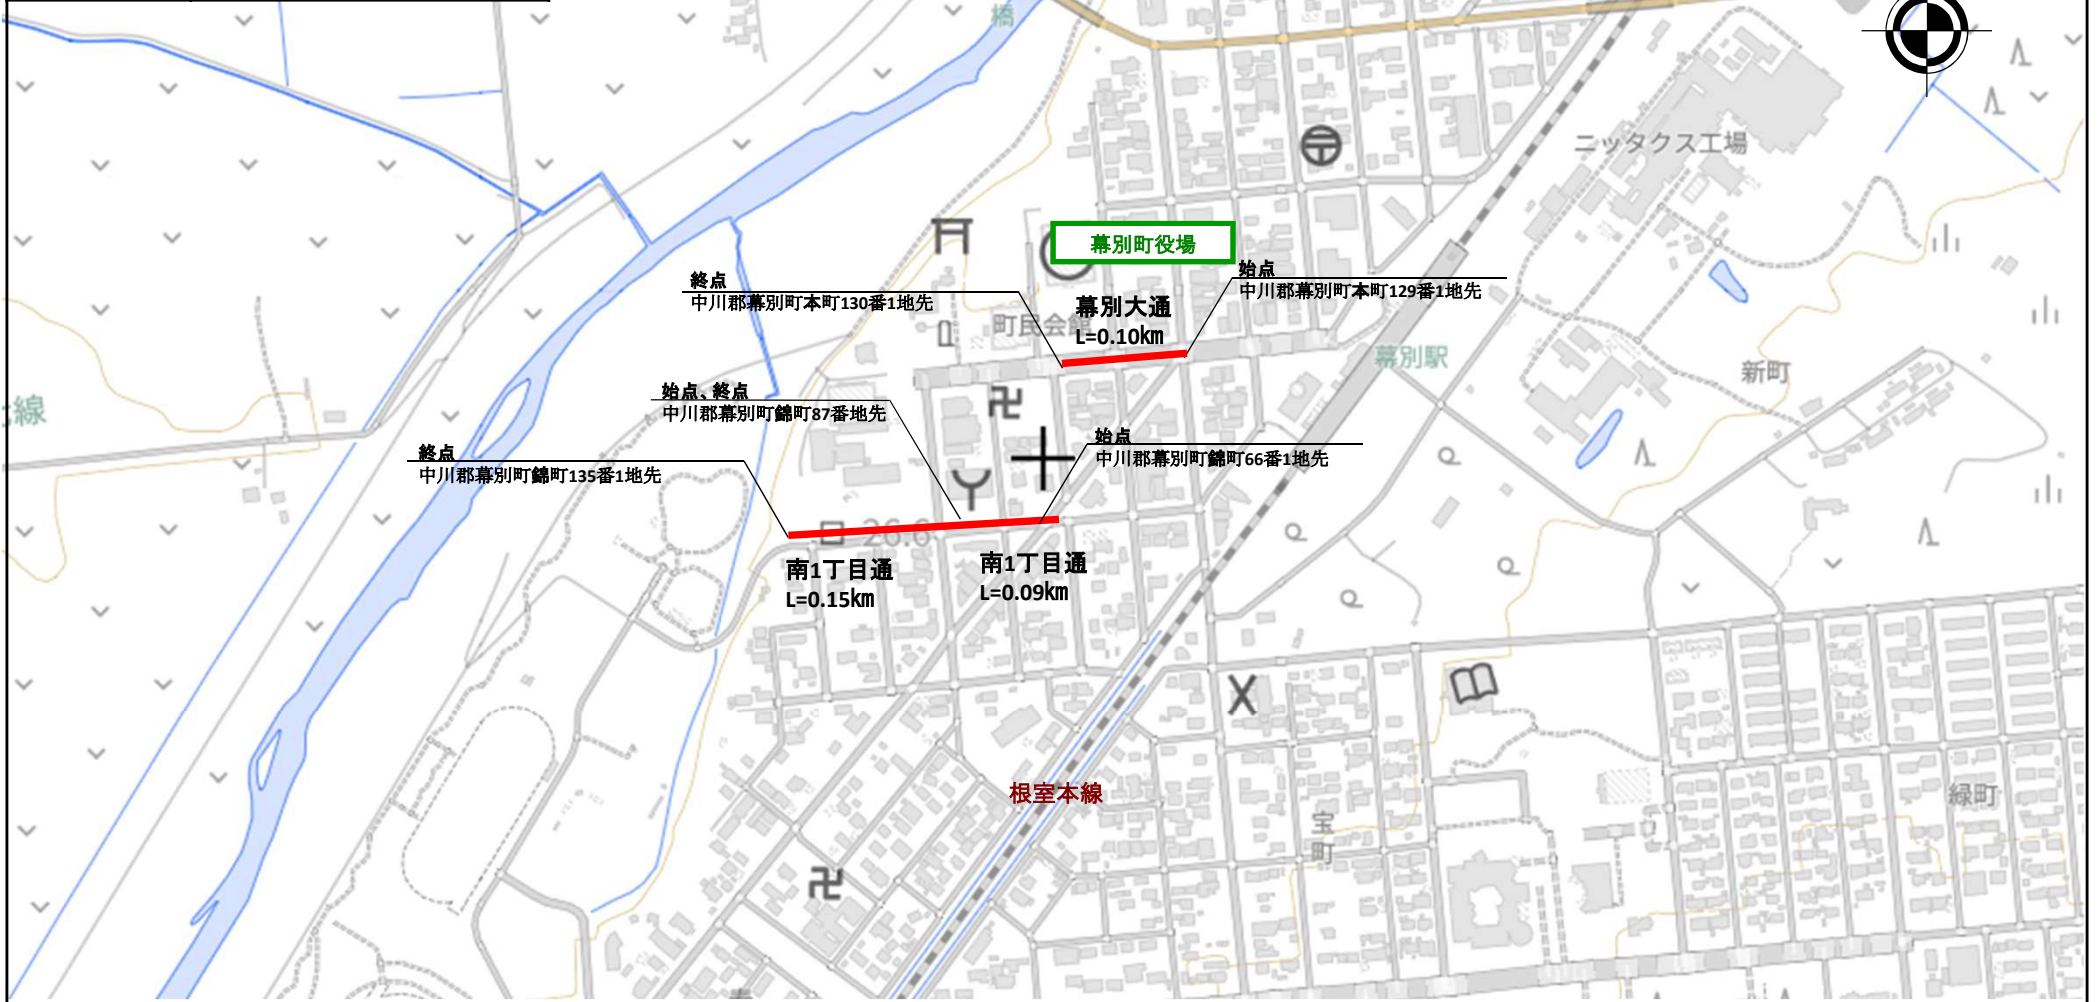 橋
ニッタクス工場
幕別町役場
終点
中川郡幕別町本町130番1地先
始点
中川郡幕別町本町129番1地先
幕別大通
L=0.10㎞
町民会館
幕別駅
新町
始点、終点
中川郡幕別町錦町87番地先
線
始点
中川郡幕別町錦町66番1地先
終点
中川郡幕別町錦町135番1地先
26.6
南1丁目通
L=0.15㎞
南1丁目通
L=0.09㎞
根室本線
宝町
緑町